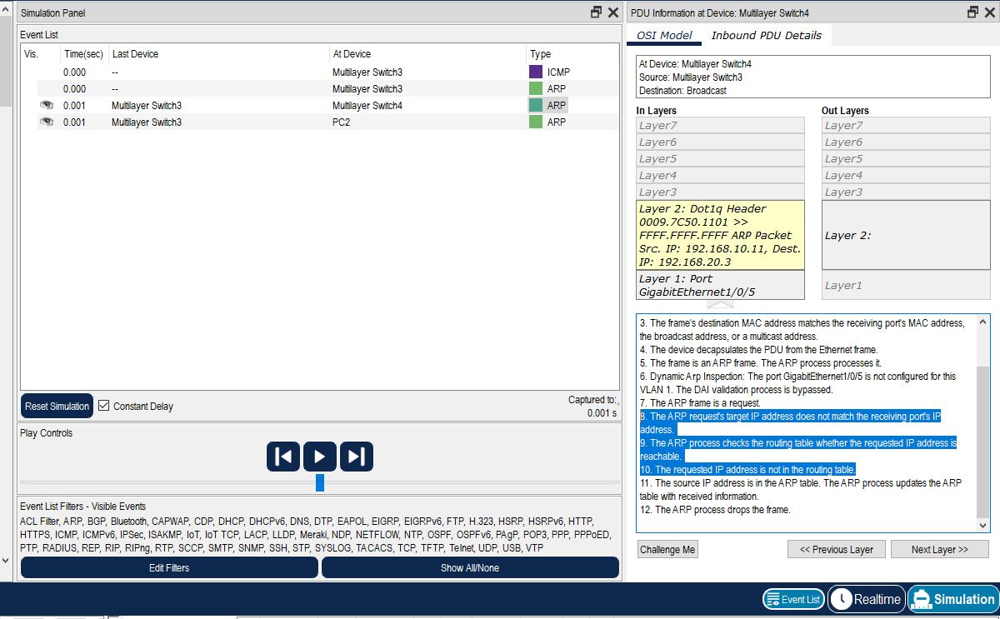 Simulation Panel
Event List
Vis. Time(sec) Last Device At Device Type
0.000 -- Multilayer Switch3 ICMP
0.000 -- Multilayer Switch3 ARP
0.001 Multilayer Switch3 Multilayer Switch4 ARP
0.001 Multilayer Switch3 PC2 ARP
Reset Simulation Constant Delay Captured to:
0.001 s
Play Controls
Event List Filters - Visible Events
ACL Filter, ARP, BGP, Bluetooth, CAPWAP, CDP, DHCP, DHCPv6, DNS, DTP, EAPOL, EIGRP, EIGRPv6, FTP, H.323, HSRP, HSRPv6, HTTP,
HTTPS, ICMP, ICMPv6, IPSec, ISAKMP, IoT, IoT TCP, LACP, LLDP, Meraki, NDP, NETFLOW, NTP, OSPF, OSPFv6, PAgP, POP3, PPP, PPPoED,
PTP, RADIUS, REP, RIP, RIPng, RTP, SCCP, SMTP, SNMP, SSH, STP, SYSLOG, TACACS, TCP, TFTP, Telnet, UDP, USB, VTP
Edit Filters Show All/None
PDU Information at Device: Multilayer Switch4
OSI Model Inbound PDU Details
At Device: Multilayer Switch4
Source: Multilayer Switch3
Destination: Broadcast
In Layers Out Layers
Layer7 Layer7
Layer6 Layer6
Layer5 Layer5
Layer4 Layer4
Layer3 Layer3
Layer 2: Dot1q Header
0009.7C50.1101 >>
FFFF.FFFF.FFFF ARP Packet
Src. IP: 192.168.10.11, Dest.
IP: 192.168.20.3
Layer 2:
Layer 1: Port
GigabitEthernet1/0/5
Layer1
3. The frame's destination MAC address matches the receiving port's MAC address,
the broadcast address, or a multicast address.
4. The device decapsulates the PDU from the Ethernet frame.
5. The frame is an ARP frame. The ARP process processes it.
6. Dynamic Arp Inspection: The port GigabitEthernet1/0/5 is not configured for this
VLAN 1. The DAI validation process is bypassed.
7. The ARP frame is a request.
8. The ARP request's target IP address does not match the receiving port's IP
address.
9. The ARP process checks the routing table whether the requested IP address is
reachable.
10. The requested IP address is not in the routing table.
11. The source IP address is in the ARP table. The ARP process updates the ARP
table with received information.
12. The ARP process drops the frame.
Challenge Me << Previous Layer Next Layer >>
Event List Realtime Simulation